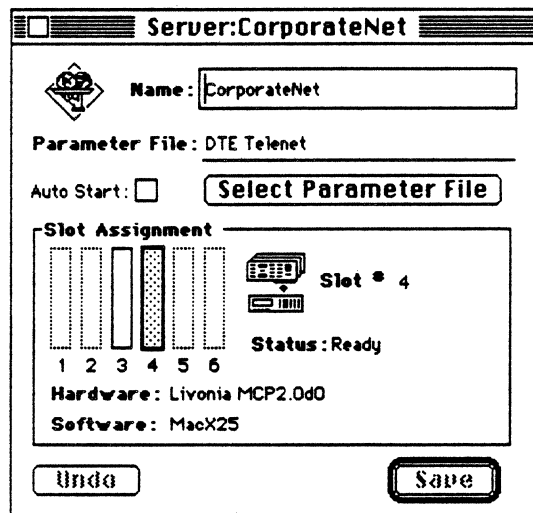 Server:CorporateNet
Name: CorporateNet
Parameter File: DTE Telenet
Auto Start: Select Parameter File
Slot Assignment
Slot # 4
Status: Ready
1 2 3 4 5 6
Hardware: Livonia MCP2.0d0
Software: MacX25
Undo Save